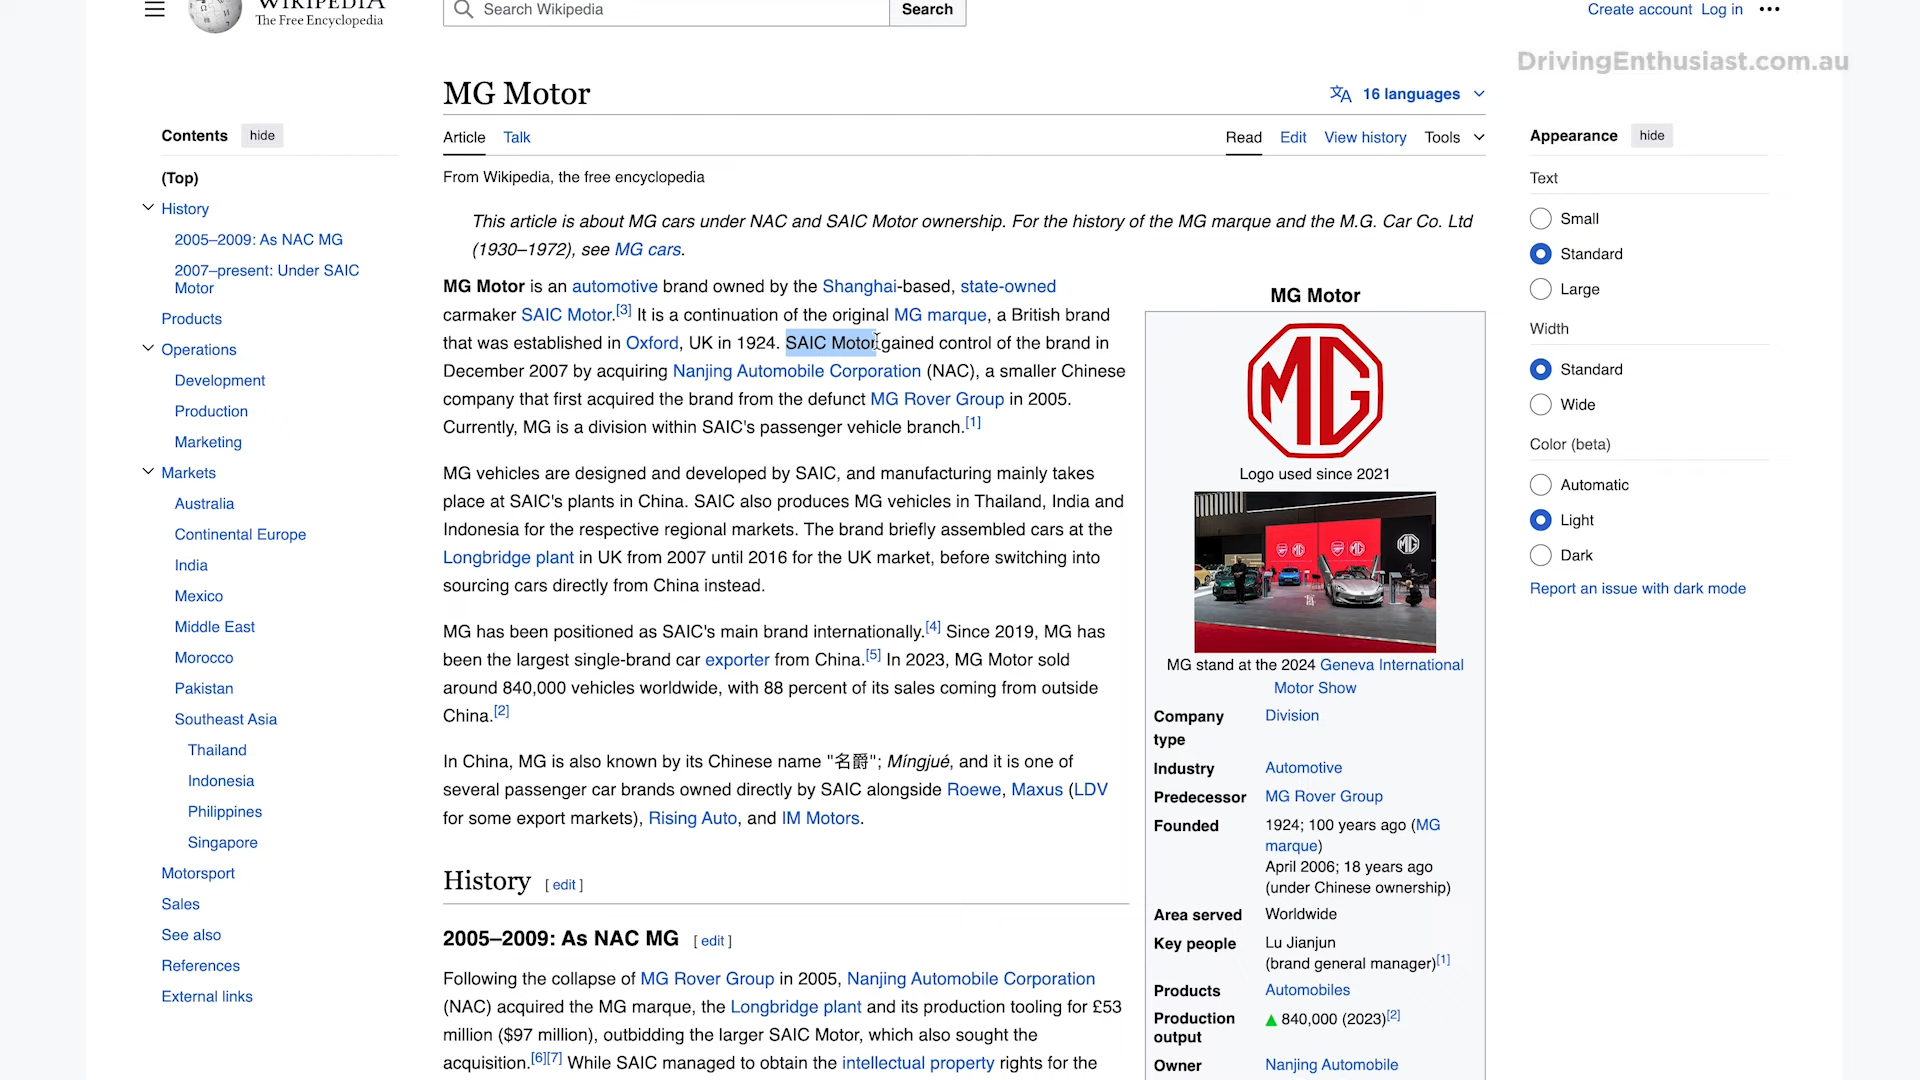 WIKIPEDIA
The Free Encyclopedia
Search Wikipedia
Search
Create account Log in
DrivingEnthusiast.com.au
MG Motor
16 languages
Contents hide
(Top)
History
2005–2009: As NAC MG
2007–present: Under SAIC
Motor
Products
Operations
Development
Production
Marketing
Markets
Australia
Continental Europe
India
Mexico
Middle East
Morocco
Pakistan
Southeast Asia
Thailand
Indonesia
Philippines
Singapore
Motorsport
Sales
See also
References
External links
Article Talk
Read Edit View history Tools
From Wikipedia, the free encyclopedia
This article is about MG cars under NAC and SAIC Motor ownership. For the history of the MG marque and the M.G. Car Co. Ltd
(1930–1972), see MG cars.
MG Motor is an automotive brand owned by the Shanghai-based, state-owned
carmaker SAIC Motor.[3] It is a continuation of the original MG marque, a British brand
that was established in Oxford, UK in 1924. SAIC Motor gained control of the brand in
December 2007 by acquiring Nanjing Automobile Corporation (NAC), a smaller Chinese
company that first acquired the brand from the defunct MG Rover Group in 2005.
Currently, MG is a division within SAIC's passenger vehicle branch.[1]
MG vehicles are designed and developed by SAIC, and manufacturing mainly takes
place at SAIC's plants in China. SAIC also produces MG vehicles in Thailand, India and
Indonesia for the respective regional markets. The brand briefly assembled cars at the
Longbridge plant in UK from 2007 until 2016 for the UK market, before switching into
sourcing cars directly from China instead.
MG has been positioned as SAIC's main brand internationally.[4] Since 2019, MG has
been the largest single-brand car exporter from China.[5] In 2023, MG Motor sold
around 840,000 vehicles worldwide, with 88 percent of its sales coming from outside
China.[2]
In China, MG is also known by its Chinese name "名爵"; Míngjué, and it is one of
several passenger car brands owned directly by SAIC alongside Roewe, Maxus (LDV
for some export markets), Rising Auto, and IM Motors.
History [ edit ]
2005–2009: As NAC MG [ edit ]
Following the collapse of MG Rover Group in 2005, Nanjing Automobile Corporation
(NAC) acquired the MG marque, the Longbridge plant and its production tooling for £53
million ($97 million), outbidding the larger SAIC Motor, which also sought the
acquisition.[6][7] While SAIC managed to obtain the intellectual property rights for the
MG Motor
MG
Logo used since 2021
MG stand at the 2024 Geneva International
Motor Show
Company Division
type
Industry Automotive
Predecessor MG Rover Group
Founded 1924; 100 years ago (MG
marque)
April 2006; 18 years ago
(under Chinese ownership)
Area served Worldwide
Key people Lu Jianjun
(brand general manager)[1]
Products Automobiles
Production 840,000 (2023)[2]
output
Owner Nanjing Automobile
Appearance hide
Text
Small
Standard
Large
Width
Standard
Wide
Color (beta)
Automatic
Light
Dark
Report an issue with dark mode